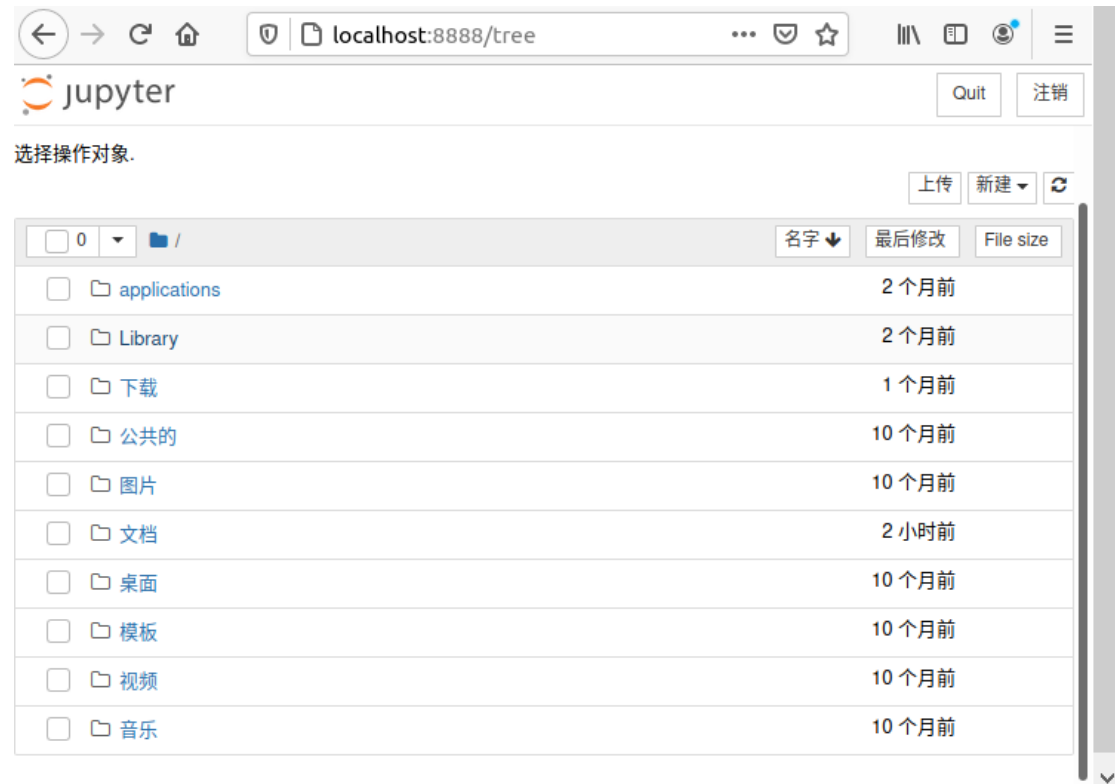 localhost:8888/tree
jupyter Quit 注销
选择操作对象.
上传 新建
0 / 名字 最后修改 File size
applications 2 个月前
Library 2 个月前
下载 1 个月前
公共的 10 个月前
图片 10 个月前
文档 2 小时前
桌面 10 个月前
模板 10 个月前
视频 10 个月前
音乐 10 个月前